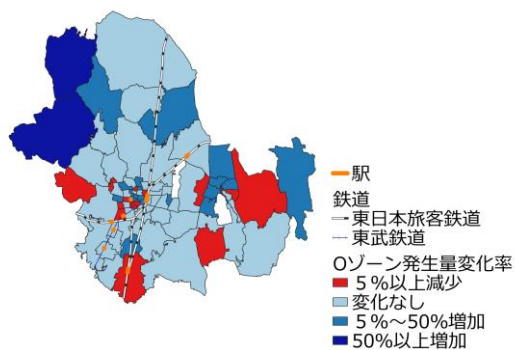 駅
鉄道
東日本旅客鉄道
東武鉄道
Oゾーン発生量変化率
5%以上減少
変化なし
5%～50%増加
50%以上増加